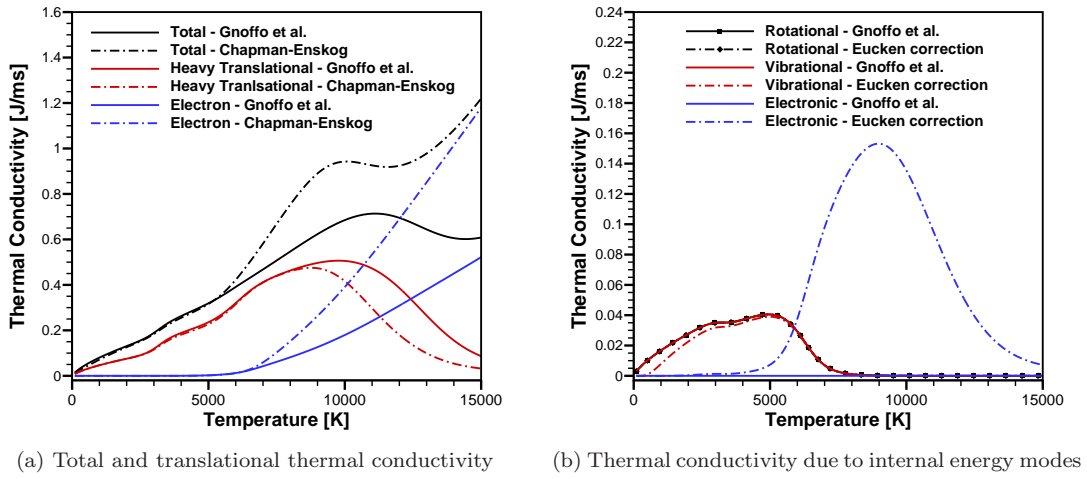 Thermal Conductivity [J/ms]
1.6
1.4
1.2
1
0.8
0.6
0.4
0.2
0
Total - Gnoffo et al.
Total - Chapman-Enskog
Heavy Translational - Gnoffo et al.
Heavy Tranlsational - Chapman-Enskog
Electron - Gnoffo et al.
Electron - Chapman-Enskog
0 5000 10000 15000
Temperature [K]
(a) Total and translational thermal conductivity
Thermal Conductivity [J/ms]
0.24
0.22
0.2
0.18
0.16
0.14
0.12
0.1
0.08
0.06
0.04
0.02
0
Rotational - Gnoffo et al.
Rotational - Eucken correction
Vibrational - Gnoffo et al.
Vibrational - Eucken correction
Electronic - Gnoffo et al.
Electronic - Eucken correction
0 5000 10000 15000
Temperature [K]
(b) Thermal conductivity due to internal energy modes